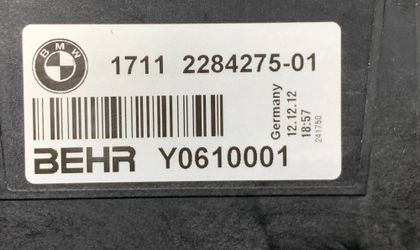 BMW
1711 2284275-01
Germany
12.12.12
18:57
241750
BEHR Y0610001